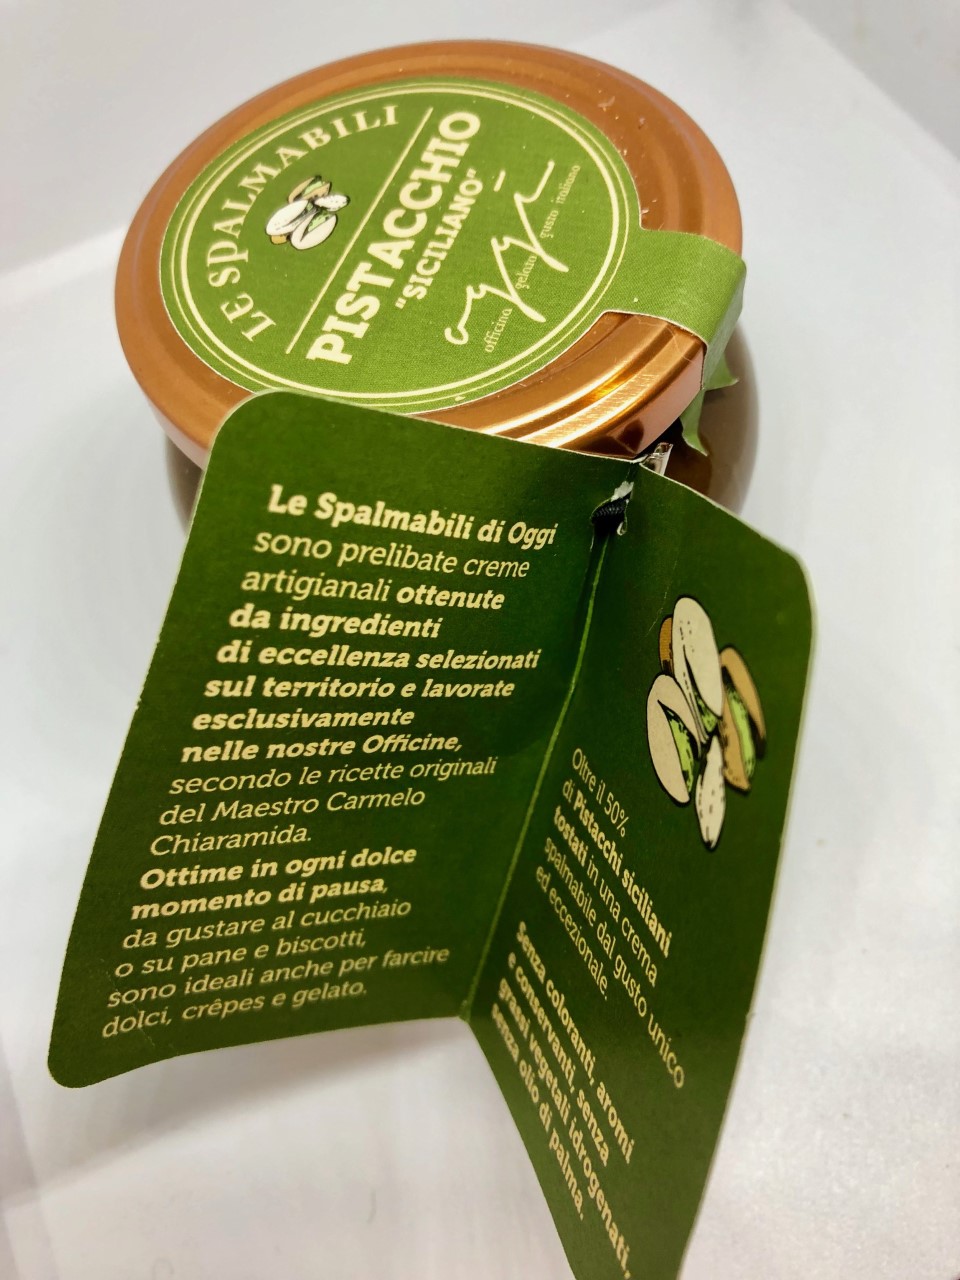 LE SPALMABILI
PISTACCHIO
"SICILIANO"
oggi
officina gelato gusto italiano
Le Spalmabili di Oggi
sono prelibate creme
artigianali ottenute
da ingredienti
di eccellenza selezionati
sul territorio e lavorate
esclusivamente
nelle nostre Officine,
secondo le ricette originali
del Maestro Carmelo
Chiaramida.
Ottime in ogni dolce
momento di pausa,
da gustare al cucchiaio
o su pane e biscotti,
sono ideali anche per farcire
dolci, crêpes e gelato.
Oltre il 50%
di Pistacchi siciliani
tostati in una crema
spalmabile dal gusto unico
ed eccezionale.
Senza coloranti, aromi
e conservanti, senza
grassi vegetali idrogenati,
senza olio di palma.